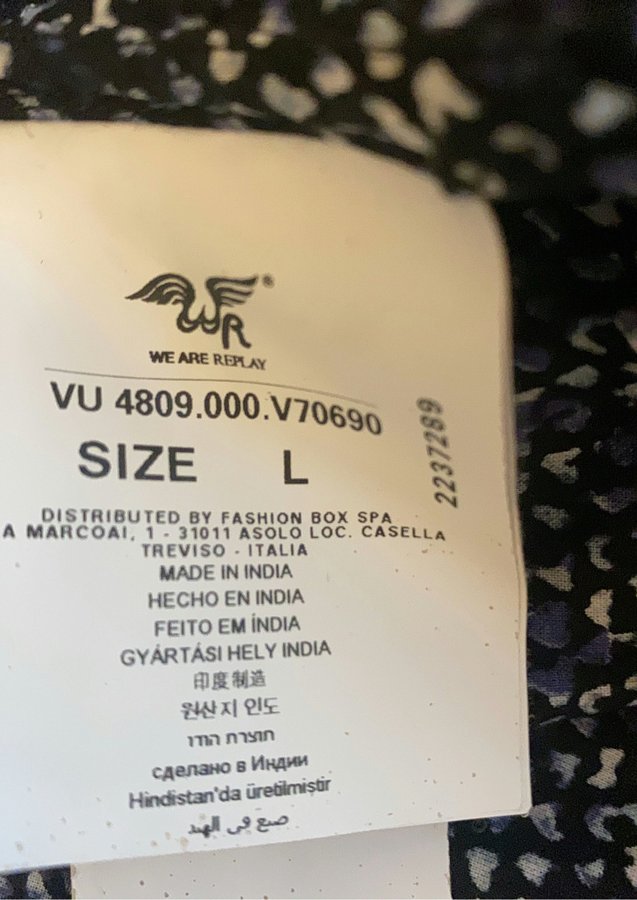 WR®
WE ARE REPLAY
VU 4809.000.V70690
SIZE L
2237289
DISTRIBUTED BY FASHION BOX SPA
A MARCOAI, 1 - 31011 ASOLO LOC. CASELLA
TREVISO - ITALIA
MADE IN INDIA
HECHO EN INDIA
FEITO EM ÍNDIA
GYÁRTÁSI HELY INDIA
印度制造
원산지 인도
תוצרת הודו
сделано в Индии
Hindistan'da üretilmiştir
صنع في الهند